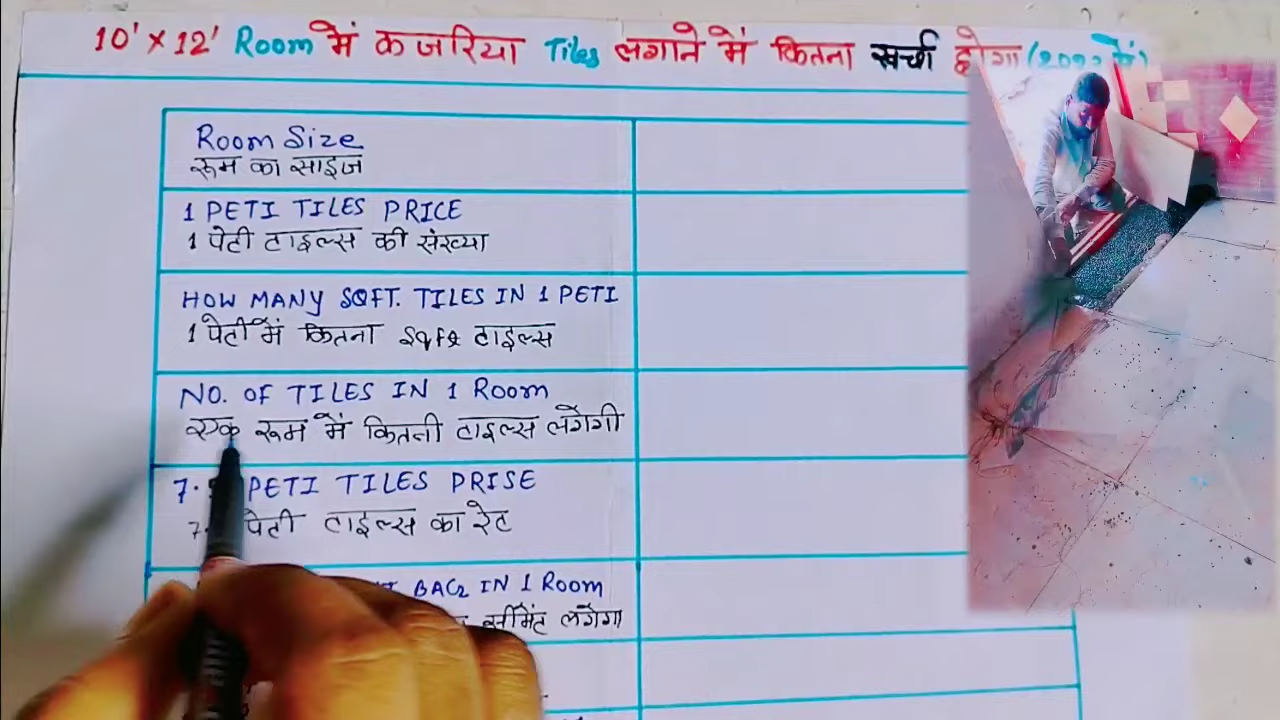 10' x 12' Room में कजरिया Tiles लगाने में कितना खर्चा होगा
Room Size
रूम का साइज
1 PETI TILES PRICE
1 पेटी टाइल्स की संख्या
HOW MANY SQFT. TILES IN 1 PETI
1 पेटी में कितना sqft टाइल्स
NO. OF TILES IN 1 Room
एक रूम में कितनी टाइल्स लगेगी
PETI TILES PRISE
पेटी टाइल्स का रेट
BAG IN 1 Room
सीमेंट लगेगा